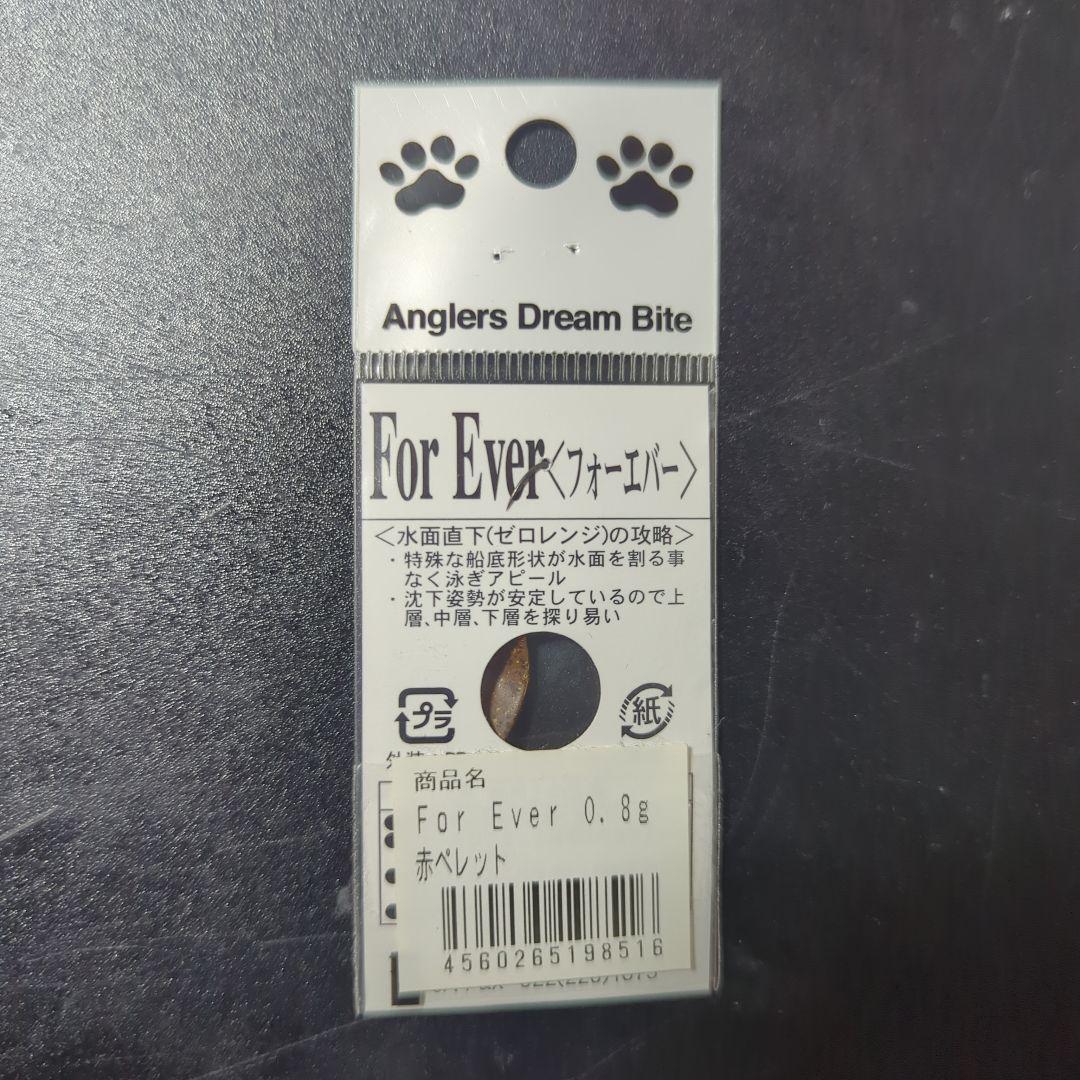 Anglers Dream Bite
For Ever<フォーエバー>
<水面直下(ゼロレンジ)の攻略>
・特殊な船底形状が水面を割る事
なく泳ぎアピール
・沈下姿勢が安定しているので上
層、中層、下層を探り易い
プラ
紙
商品名
For Ever 0.8g
赤ペレット
4560265198516